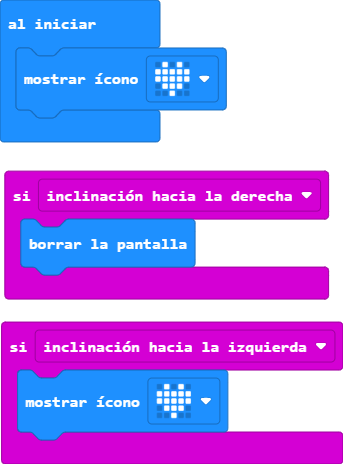 al iniciar
mostrar ícono
si inclinación hacia la derecha
borrar la pantalla
si inclinación hacia la izquierda
mostrar ícono